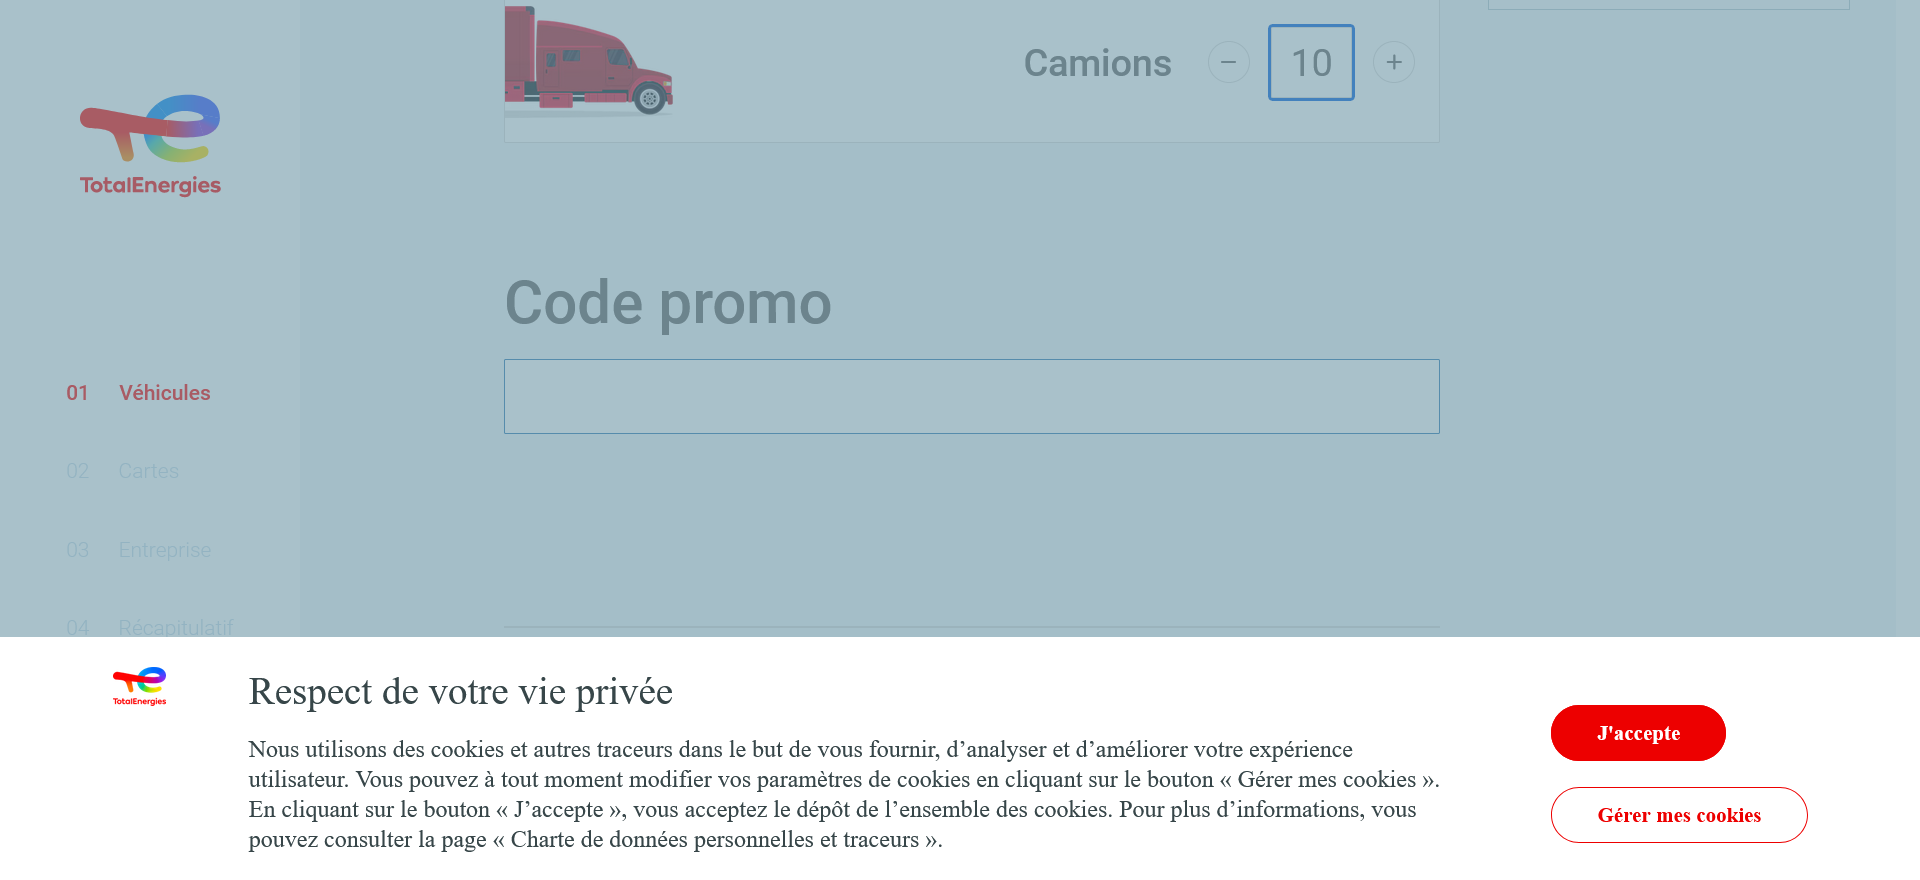 Camions
10
TotalEnergies
Code promo
01 Véhicules
02 Cartes
03 Entreprise
04 Récapitulatif
TotalEnergies
Respect de votre vie privée
Nous utilisons des cookies et autres traceurs dans le but de vous fournir, d’analyser et d’améliorer votre expérience
utilisateur. Vous pouvez à tout moment modifier vos paramètres de cookies en cliquant sur le bouton « Gérer mes cookies ».
En cliquant sur le bouton « J’accepte », vous acceptez le dépôt de l’ensemble des cookies. Pour plus d’informations, vous
pouvez consulter la page « Charte de données personnelles et traceurs ».
J'accepte
Gérer mes cookies